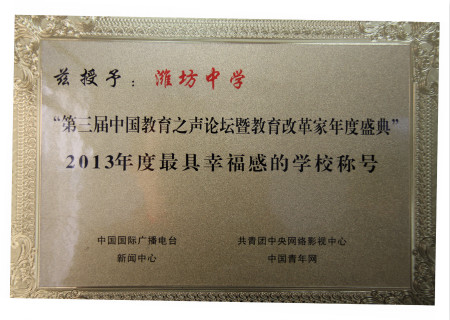 兹授予：潍坊中学
“第三届中国教育之声论坛暨教育改革家年度盛典”
2013年度最具幸福感的学校称号
中国国际广播电台 共青团中央网络影视中心
新闻中心 中国青年网